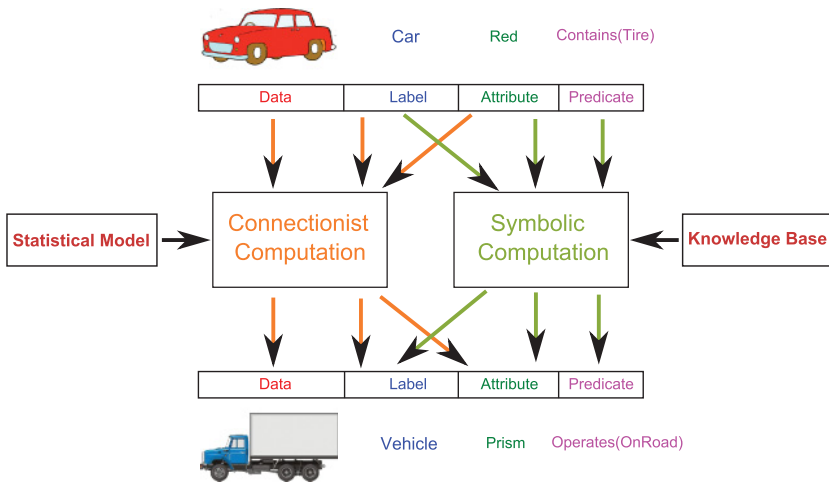 Car Red Contains(Tire)
Data Label Attribute Predicate
Connectionist
Computation
Symbolic
Computation
Statistical Model
Knowledge Base
Data Label Attribute Predicate
Vehicle Prism Operates(OnRoad)